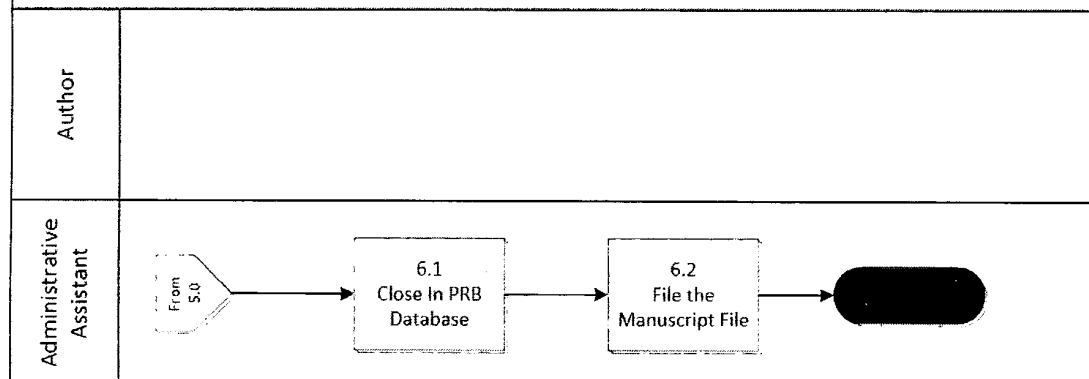 Author
Administrative
Assistant
From
5.0
6.1
Close In PRB
Database
6.2
File the
Manuscript File